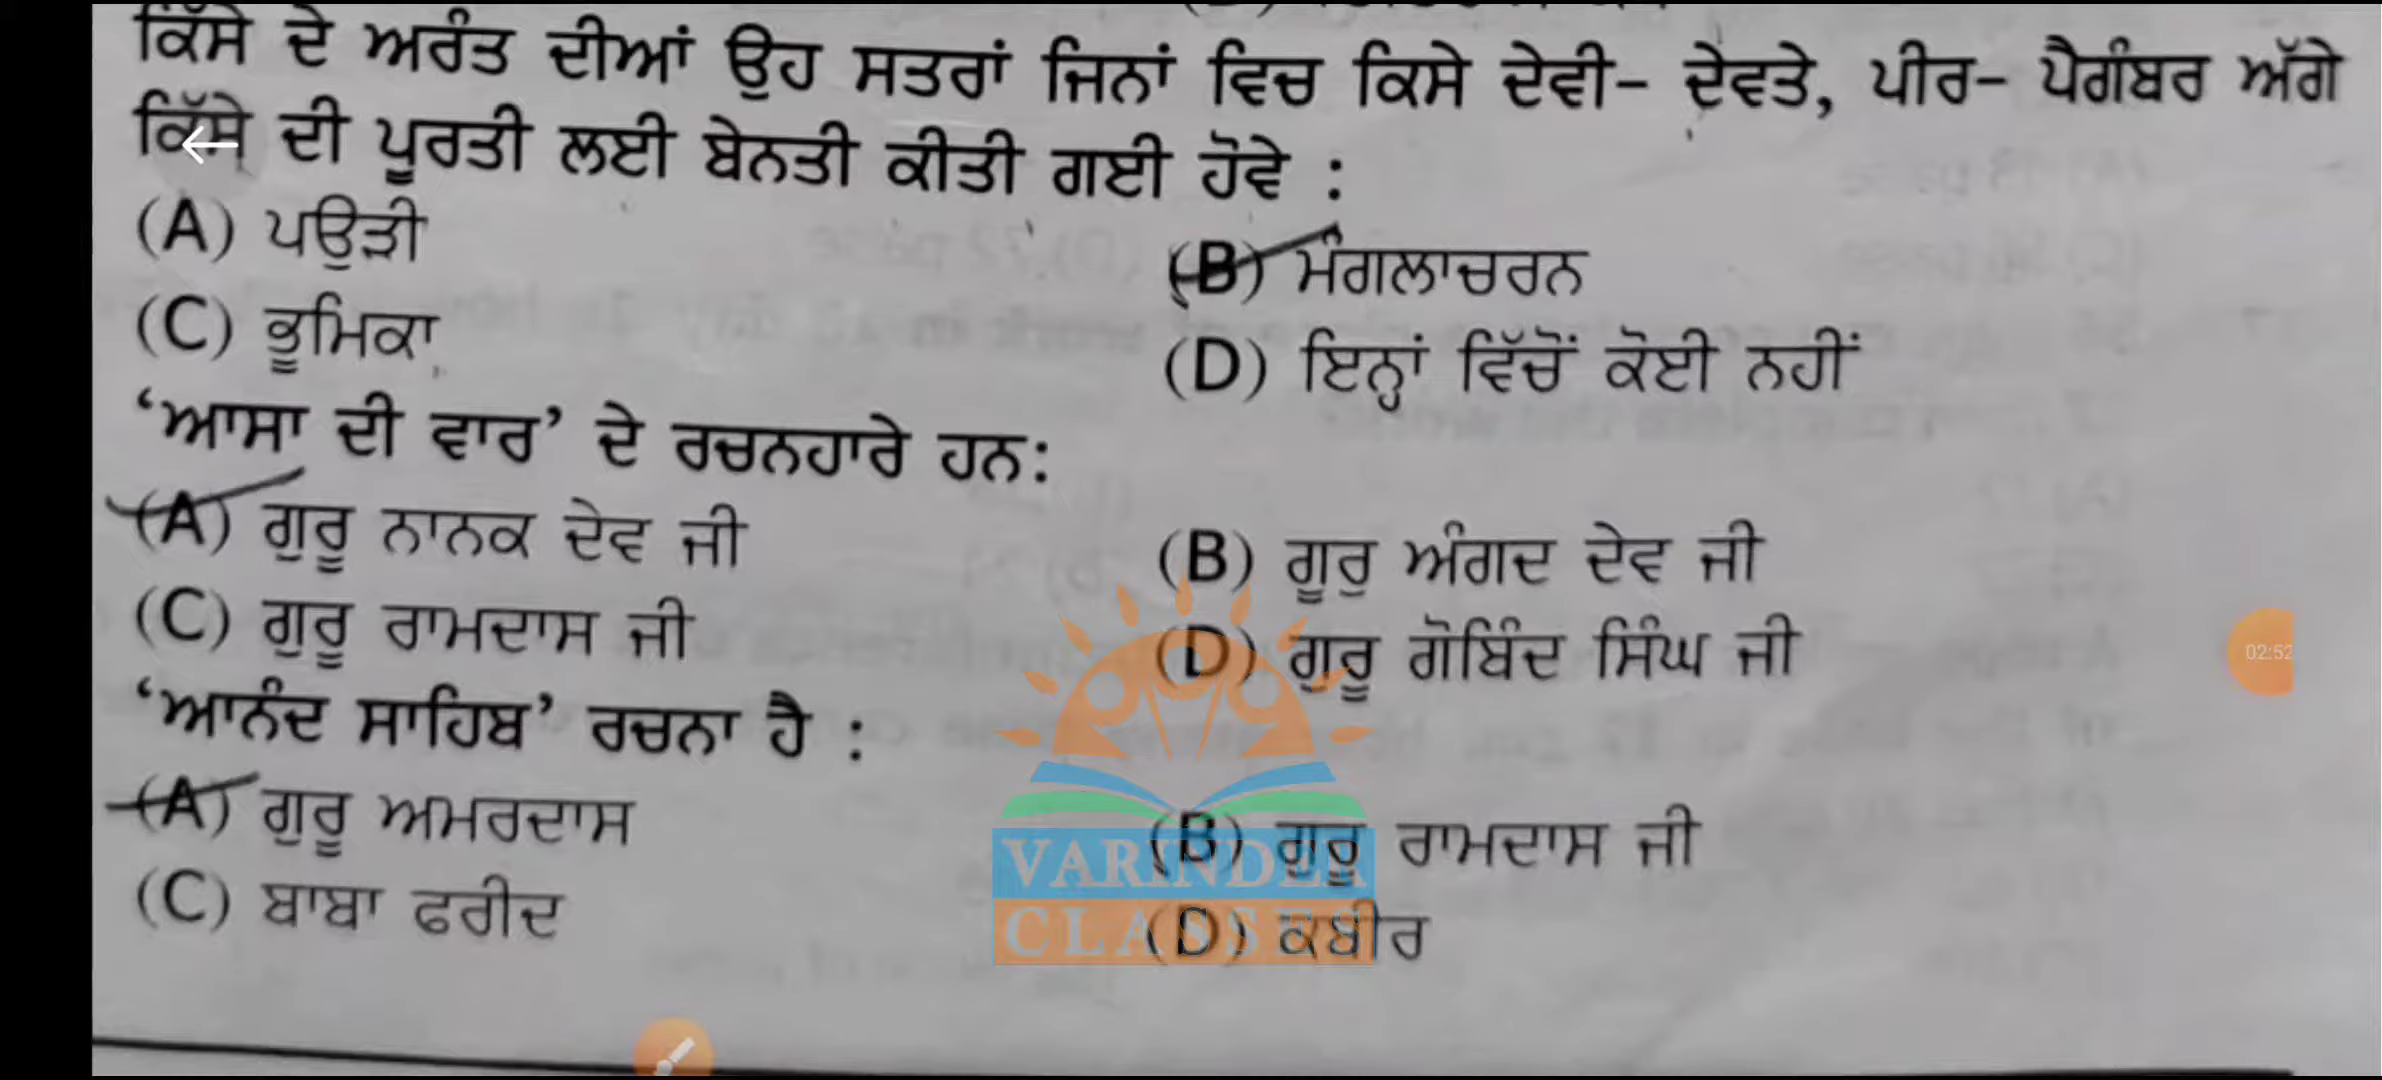 ਕਿੱਸੇ ਦੇ ਅਰੰਤ ਦੀਆਂ ਉਹ ਸਤਰਾਂ ਜਿਨਾਂ ਵਿਚ ਕਿਸੇ ਦੇਵੀ- ਦੇਵਤੇ, ਪੀਰ- ਪੈਗੰਬਰ ਅੱਗੇ
ਕਿੱਸੇ ਦੀ ਪੂਰਤੀ ਲਈ ਬੇਨਤੀ ਕੀਤੀ ਗਈ ਹੋਵੇ :
(A) ਪਉੜੀ (B) ਮੰਗਲਾਚਰਨ
(C) ਭੂਮਿਕਾ (D) ਇਨ੍ਹਾਂ ਵਿੱਚੋਂ ਕੋਈ ਨਹੀਂ
‘ਆਸਾ ਦੀ ਵਾਰ’ ਦੇ ਰਚਨਹਾਰੇ ਹਨ:
(A) ਗੁਰੂ ਨਾਨਕ ਦੇਵ ਜੀ (B) ਗੂਰੁ ਅੰਗਦ ਦੇਵ ਜੀ
(C) ਗੁਰੂ ਰਾਮਦਾਸ ਜੀ (D) ਗੁਰੂ ਗੋਬਿੰਦ ਸਿੰਘ ਜੀ
02:52
‘ਆਨੰਦ ਸਾਹਿਬ’ ਰਚਨਾ ਹੈ :
(A) ਗੁਰੂ ਅਮਰਦਾਸ (B) ਗੁਰੂ ਰਾਮਦਾਸ ਜੀ
(C) ਬਾਬਾ ਫਰੀਦ (D) ਕਬੀਰ
VARINDER
CLASSES